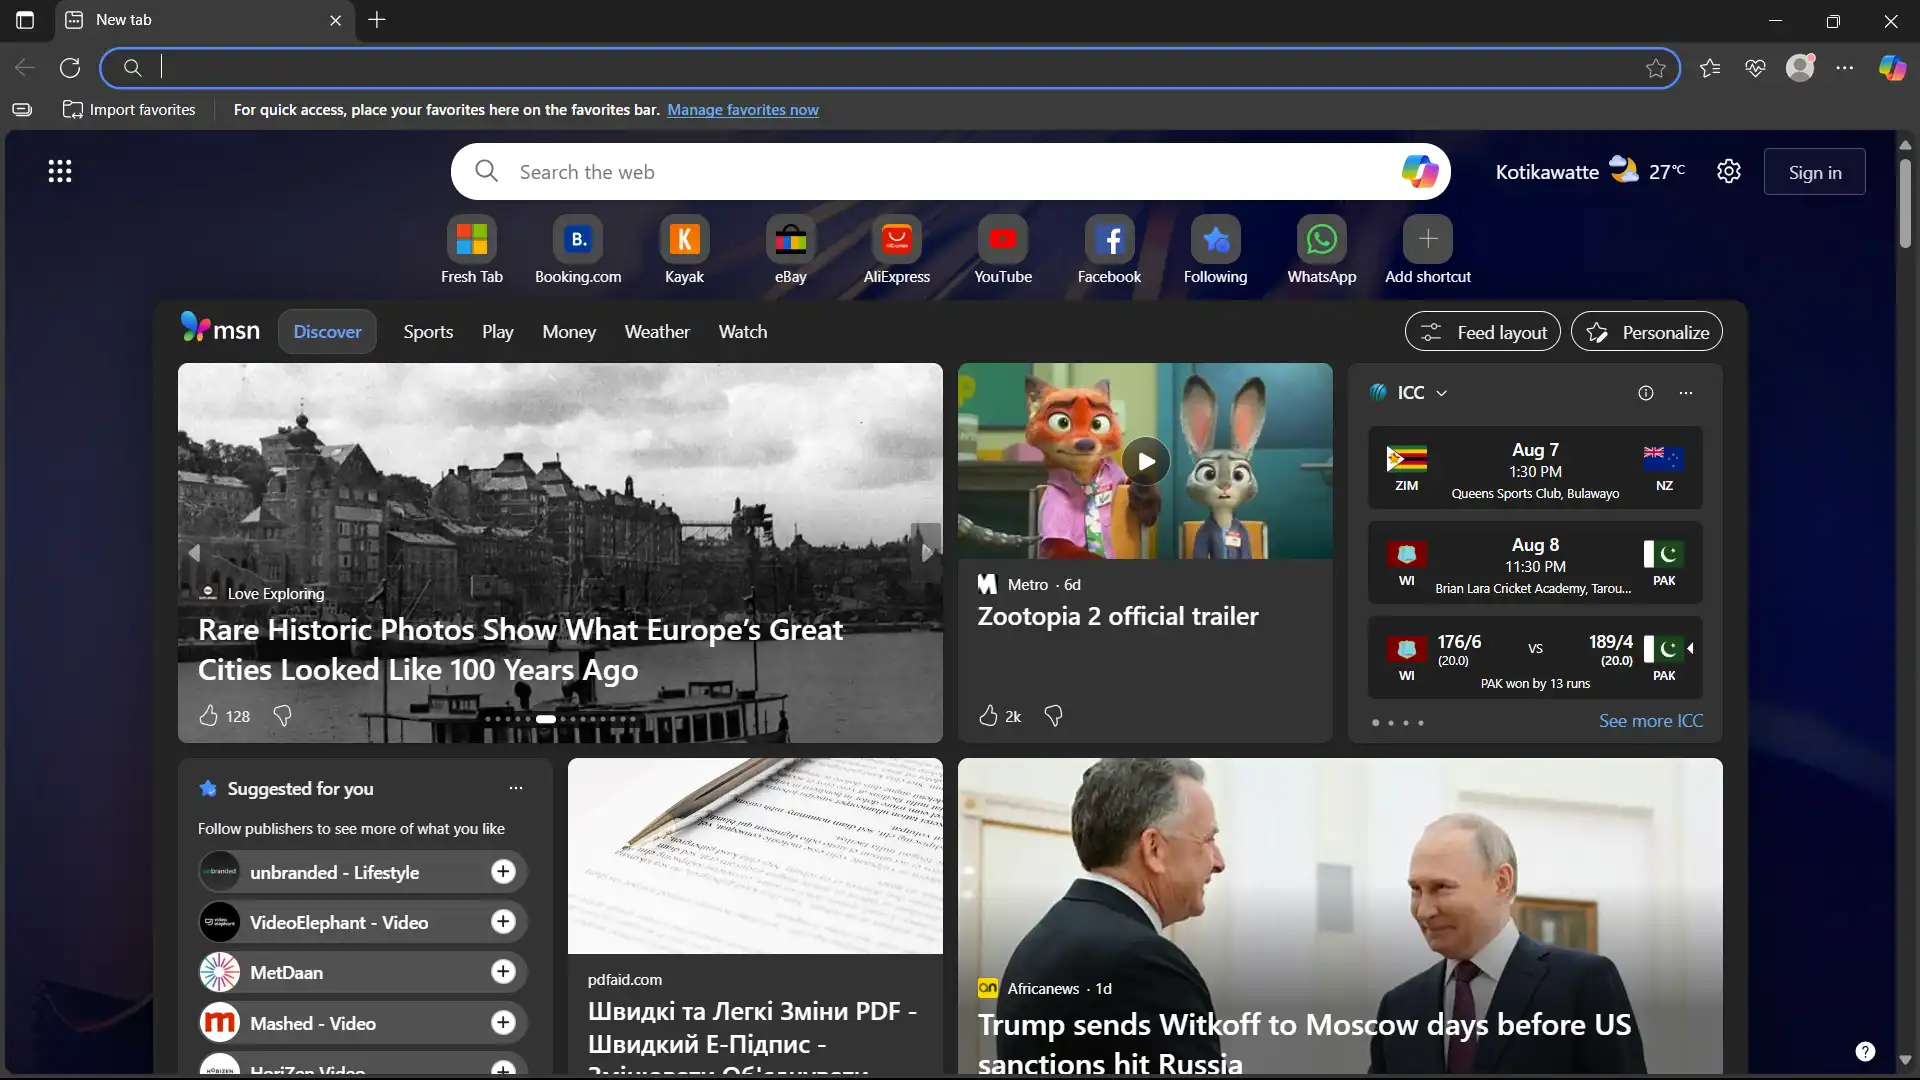 New tab
Import favorites
For quick access, place your favorites here on the favorites bar. Manage favorites now
Search the web
Kotikawatte
27°C
Sign in
Fresh Tab
Booking.com
Kayak
eBay
AliExpress
YouTube
Facebook
Following
WhatsApp
Add shortcut
msn
Discover
Sports
Play
Money
Weather
Watch
Feed layout
Personalize
Love Exploring
Rare Historic Photos Show What Europe's Great
Cities Looked Like 100 Years Ago
128
Metro · 6d
Zootopia 2 official trailer
2k
ICC
Aug 7
1:30 PM
Queens Sports Club, Bulawayo
ZIM
NZ
Aug 8
11:30 PM
Brian Lara Cricket Academy, Tarou...
WI
PAK
176/6
(20.0)
VS
189/4
(20.0)
WI
PAK
PAK won by 13 runs
See more ICC
Suggested for you
Follow publishers to see more of what you like
unbranded - Lifestyle
VideoElephant - Video
MetDaan
Mashed - Video
HoriZen Video
pdfaid.com
Швидкі та Легкі Зміни PDF -
Швидкий Е-Підпис -
Змінювати Об'єднувати
Africanews · 1d
Trump sends Witkoff to Moscow days before US
sanctions hit Russia